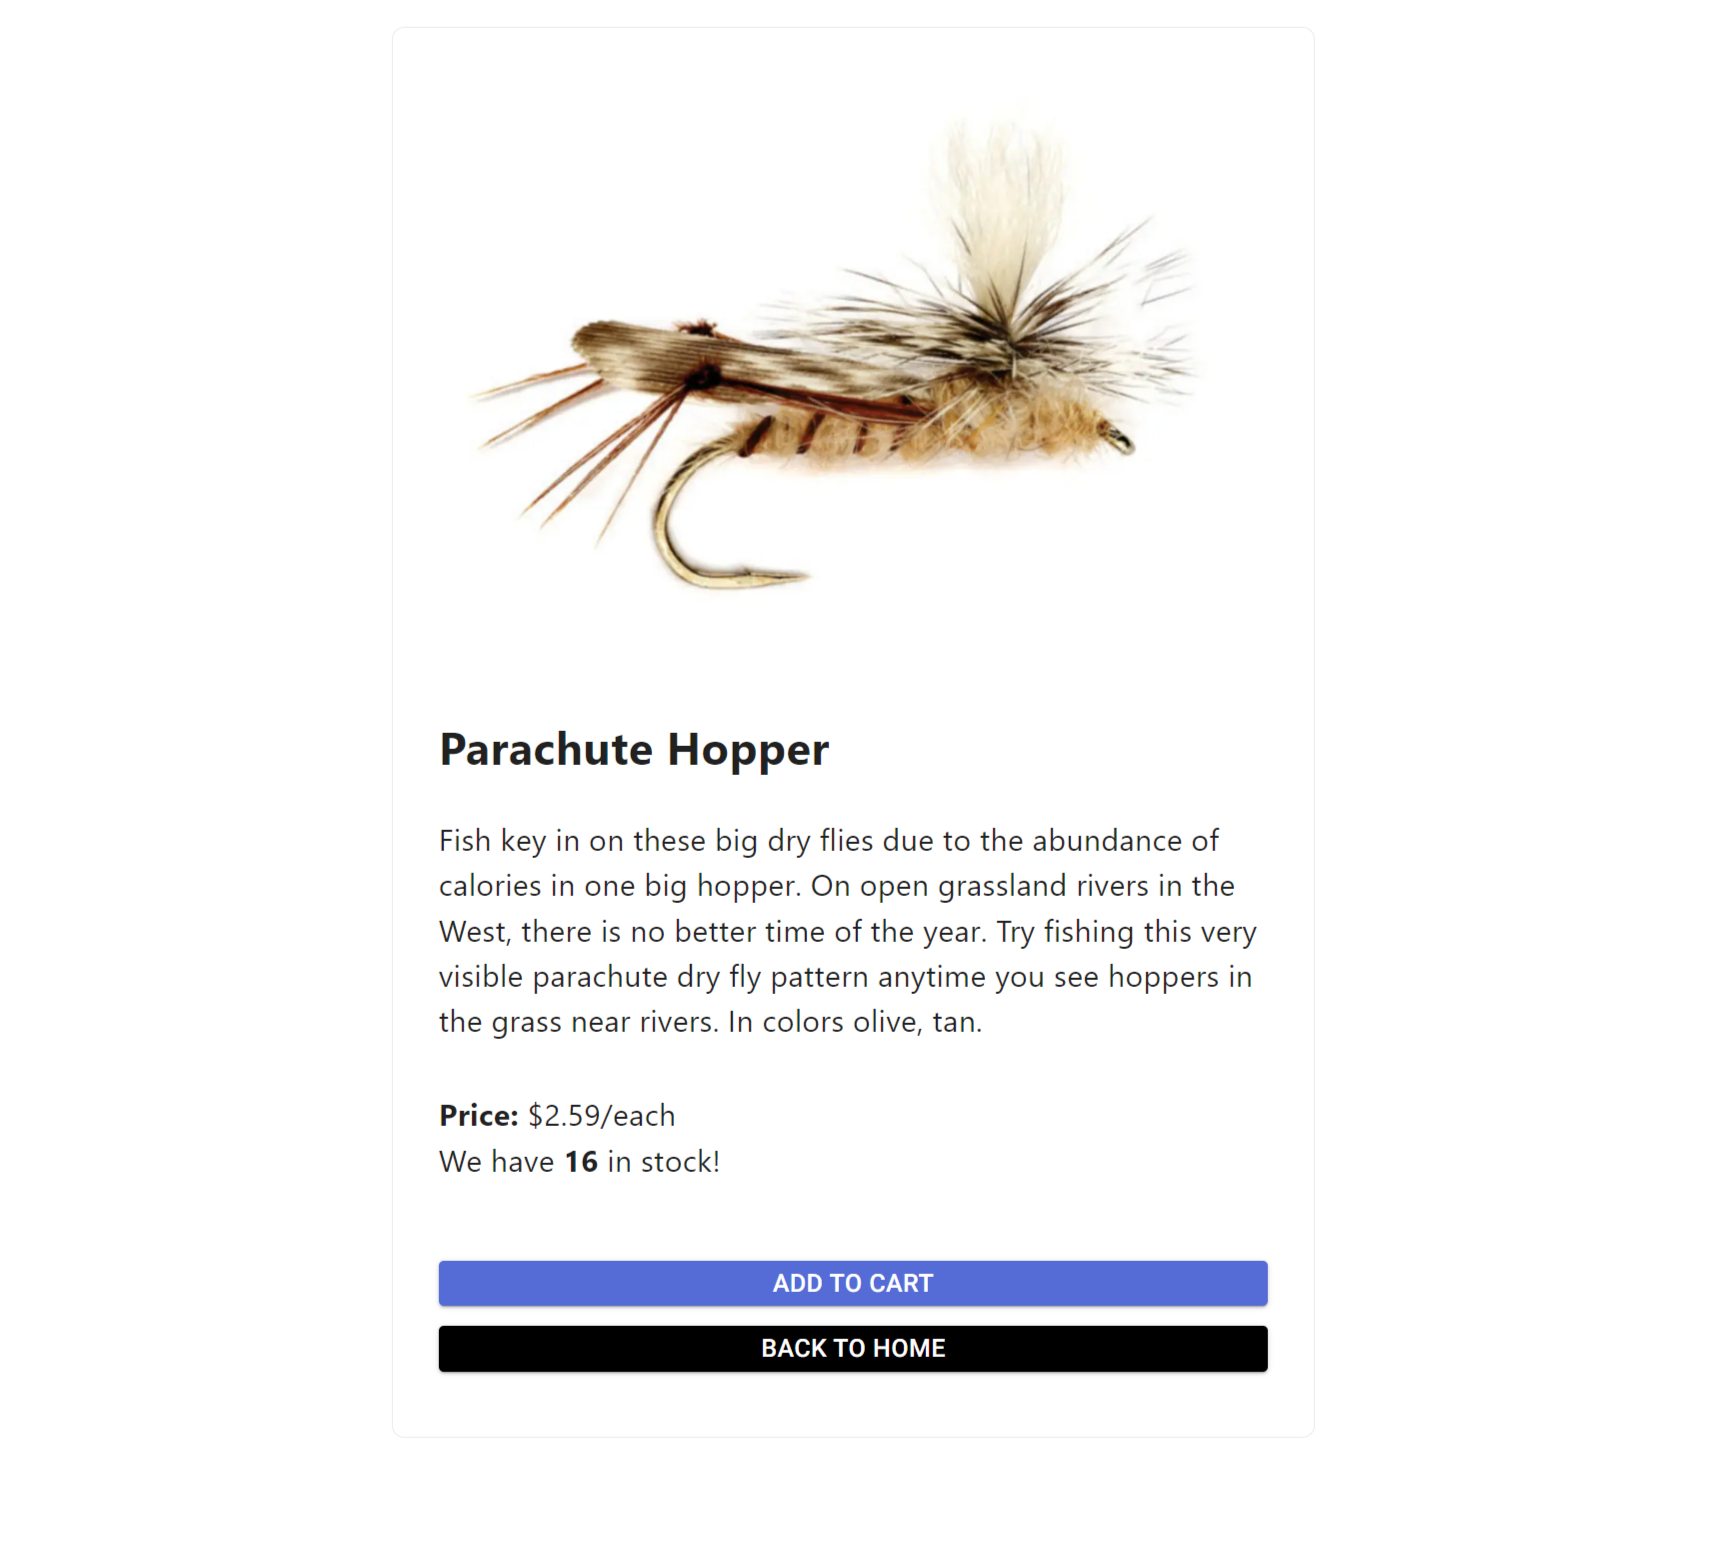 Parachute Hopper
Fish key in on these big dry flies due to the abundance of
calories in one big hopper. On open grassland rivers in the
West, there is no better time of the year. Try fishing this very
visible parachute dry fly pattern anytime you see hoppers in
the grass near rivers. In colors olive, tan.
Price: $2.59/each
We have 16 in stock!
ADD TO CART
BACK TO HOME